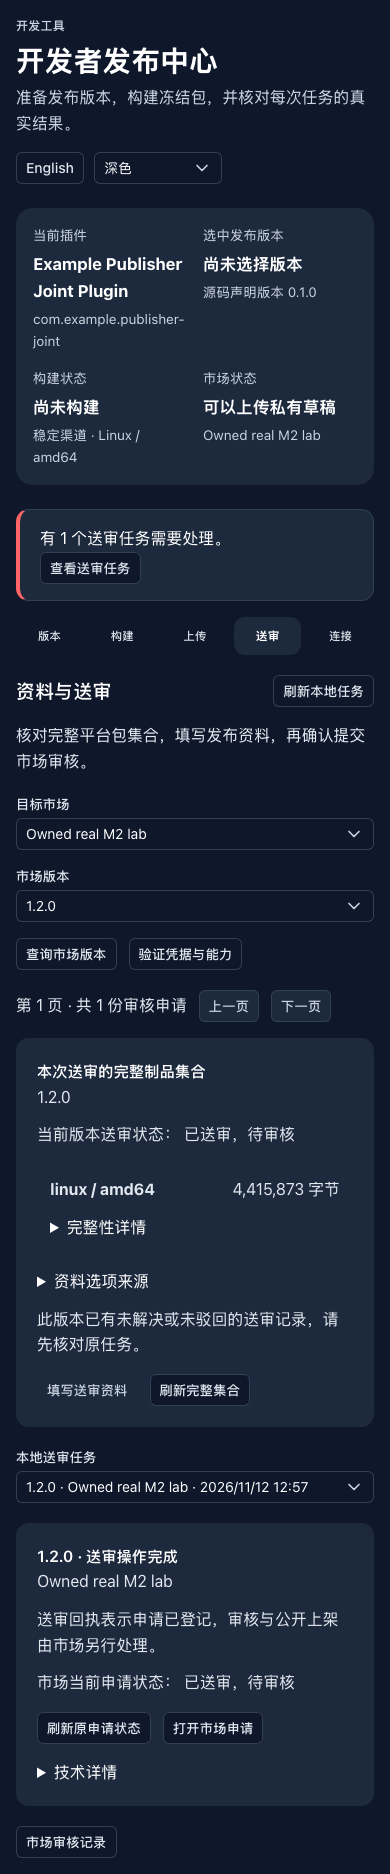 开发工具
开发者发布中心
准备发布版本，构建冻结包，并核对每次任务的真
实结果。
English
深色
当前插件
Example Publisher
Joint Plugin
com.example.publisher-
joint
选中发布版本
尚未选择版本
源码声明版本 0.1.0
构建状态
尚未构建
稳定渠道 · Linux /
amd64
市场状态
可以上传私有草稿
Owned real M2 lab
有 1 个送审任务需要处理。
查看送审任务
版本 构建 上传 送审 连接
资料与送审
刷新本地任务
核对完整平台包集合，填写发布资料，再确认提交
市场审核。
目标市场
Owned real M2 lab
市场版本
1.2.0
查询市场版本 验证凭据与能力
第 1 页 · 共 1 份审核申请 上一页 下一页
本次送审的完整制品集合
1.2.0
当前版本送审状态： 已送审，待审核
linux / amd64 4,415,873 字节
▶ 完整性详情
▶ 资料选项来源
此版本已有未解决或未驳回的送审记录，请
先核对原任务。
填写送审资料 刷新完整集合
本地送审任务
1.2.0 · Owned real M2 lab · 2026/11/12 12:57
1.2.0 · 送审操作完成
Owned real M2 lab
送审回执表示申请已登记，审核与公开上架
由市场另行处理。
市场当前申请状态： 已送审，待审核
刷新原申请状态 打开市场申请
▶ 技术详情
市场审核记录